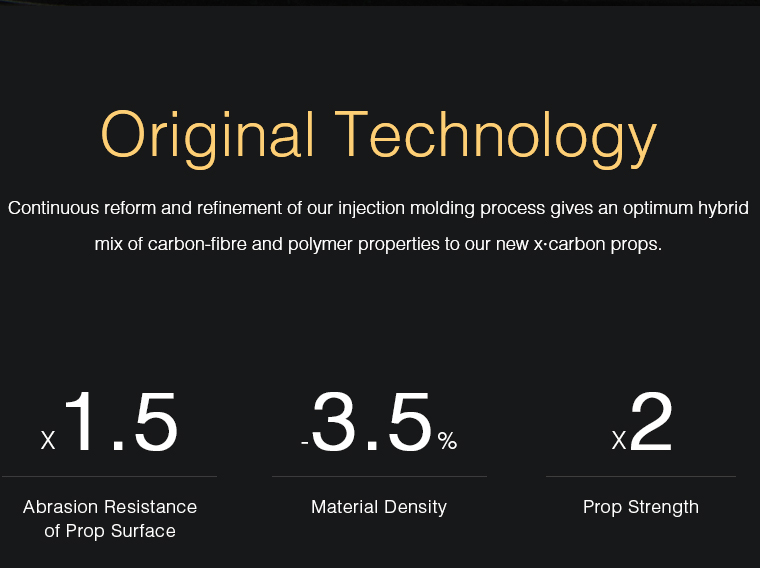 Original Technology
Continuous reform and refinement of our injection molding process gives an optimum hybrid
mix of carbon-fibre and polymer properties to our new x·carbon props.
X1.5
-3.5%
X2
Abrasion Resistance
of Prop Surface
Material Density
Prop Strength